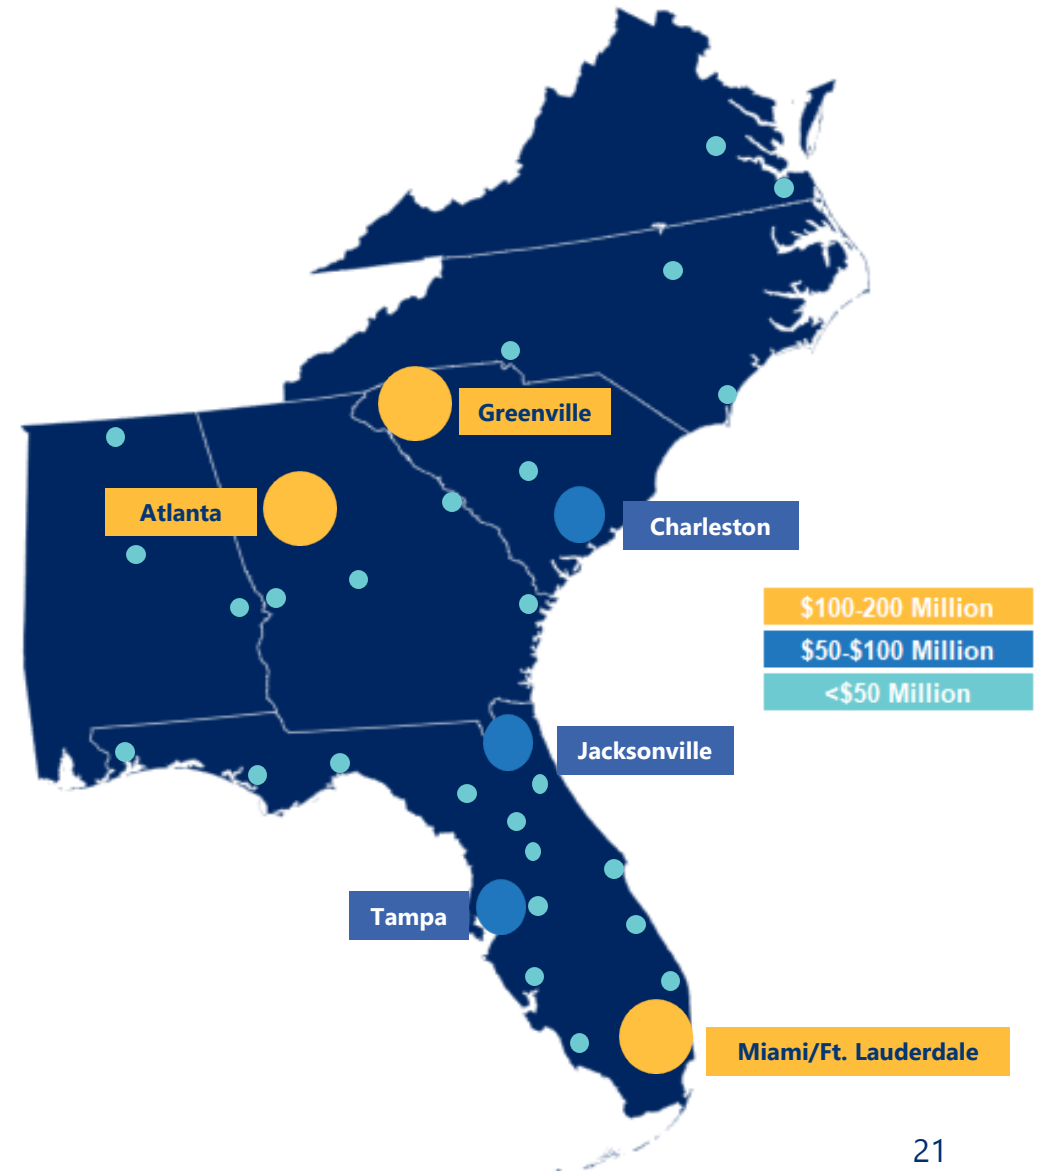 Greenville
Atlanta
Charleston
$100-200 Million
$50-$100 Million
<$50 Million
Jacksonville
Tampa
Miami/Ft. Lauderdale
21